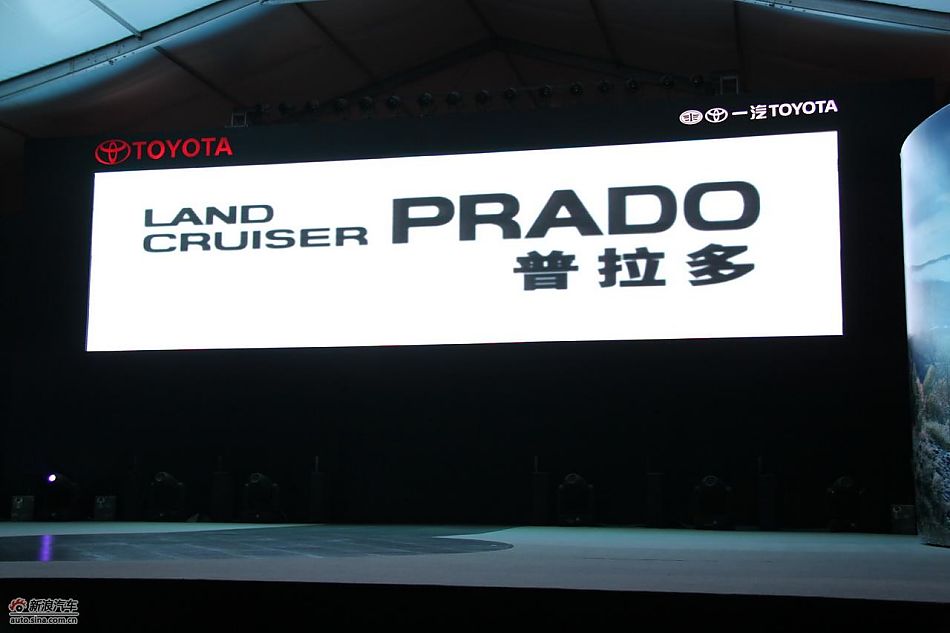 TOYOTA
一汽TOYOTA
LAND
CRUISER
PRADO
普拉多
新浪汽车
auto.sina.com.cn